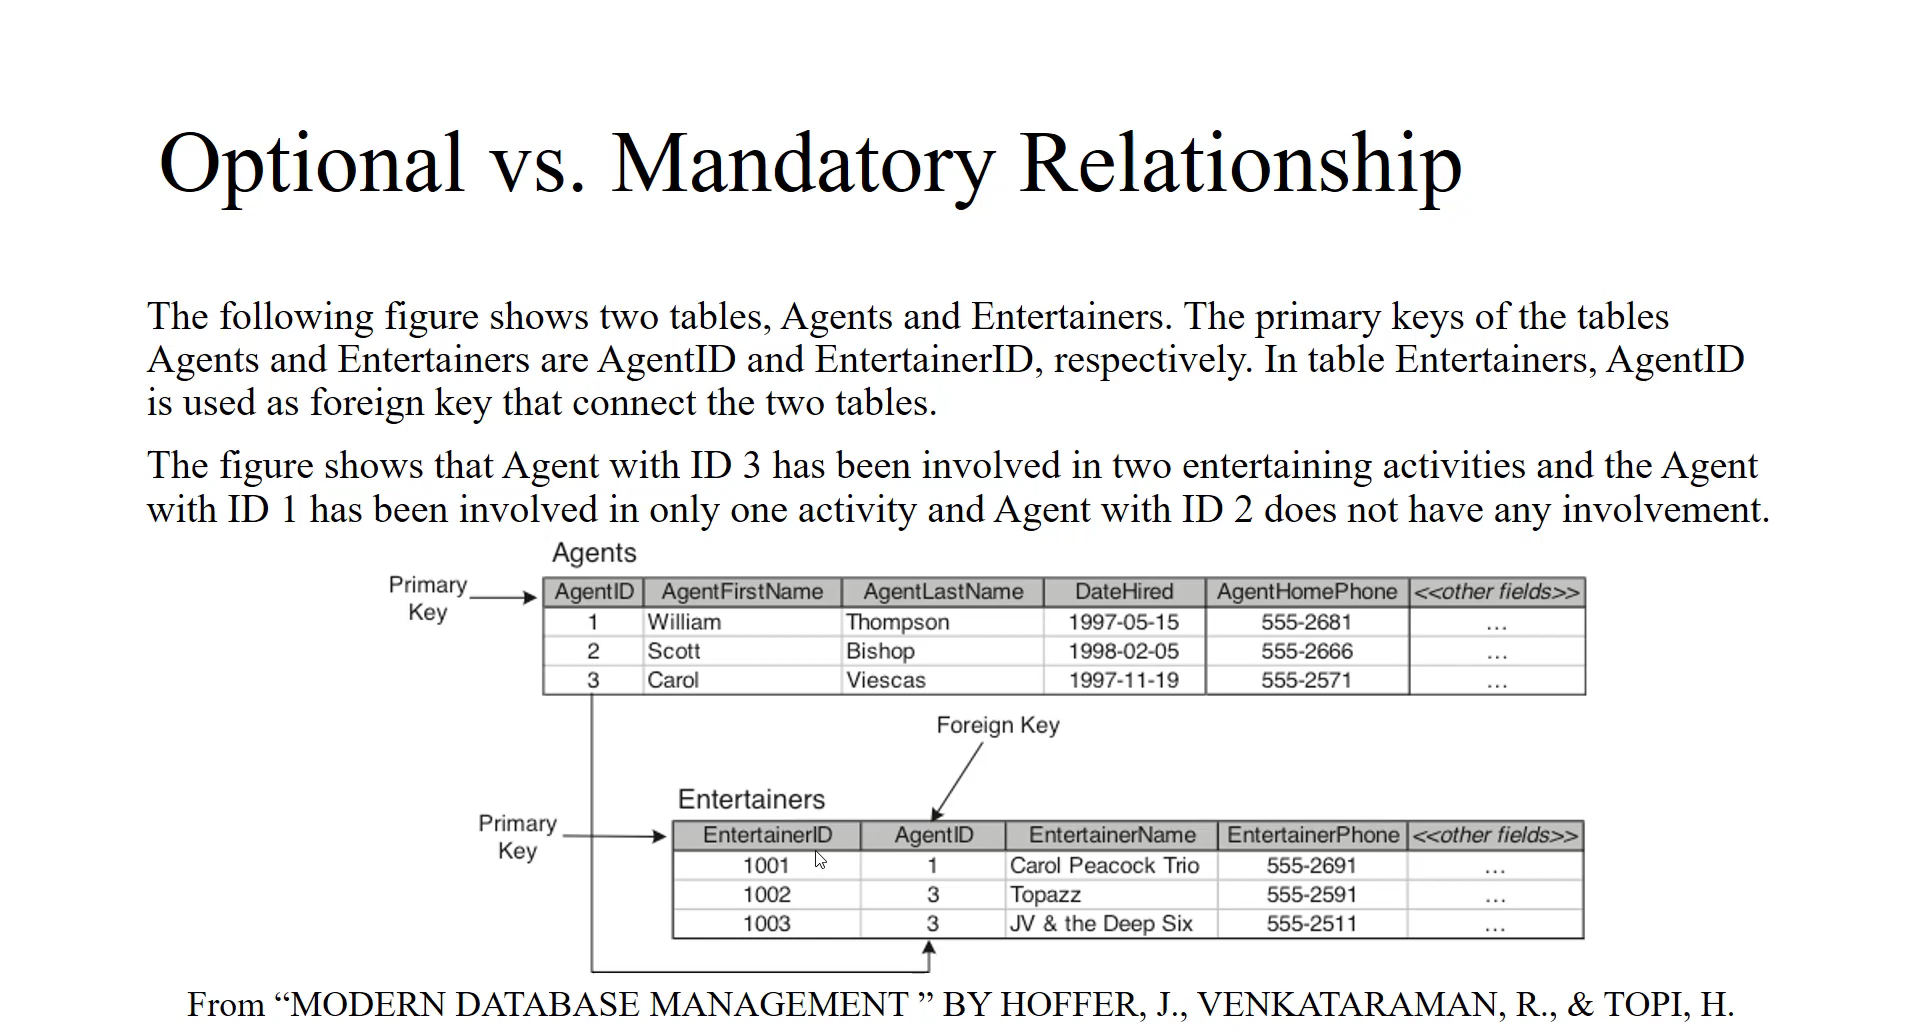 Optional vs. Mandatory Relationship
The following figure shows two tables, Agents and Entertainers. The primary keys of the tables
Agents and Entertainers are AgentID and EntertainerID, respectively. In table Entertainers, AgentID
is used as foreign key that connect the two tables.
The figure shows that Agent with ID 3 has been involved in two entertaining activities and the Agent
with ID 1 has been involved in only one activity and Agent with ID 2 does not have any involvement.
Agents
Primary
Key
AgentID AgentFirstName AgentLastName DateHired AgentHomePhone <<other fields>>
1 William Thompson 1997-05-15 555-2681 ...
2 Scott Bishop 1998-02-05 555-2666 ...
3 Carol Viescas 1997-11-19 555-2571 ...
Foreign Key
Entertainers
Primary
Key
EntertainerID AgentID EntertainerName EntertainerPhone <<other fields>>
1001 1 Carol Peacock Trio 555-2691 ...
1002 3 Topazz 555-2591 ...
1003 3 JV & the Deep Six 555-2511 ...
From “MODERN DATABASE MANAGEMENT ” BY HOFFER, J., VENKATARAMAN, R., & TOPI, H.